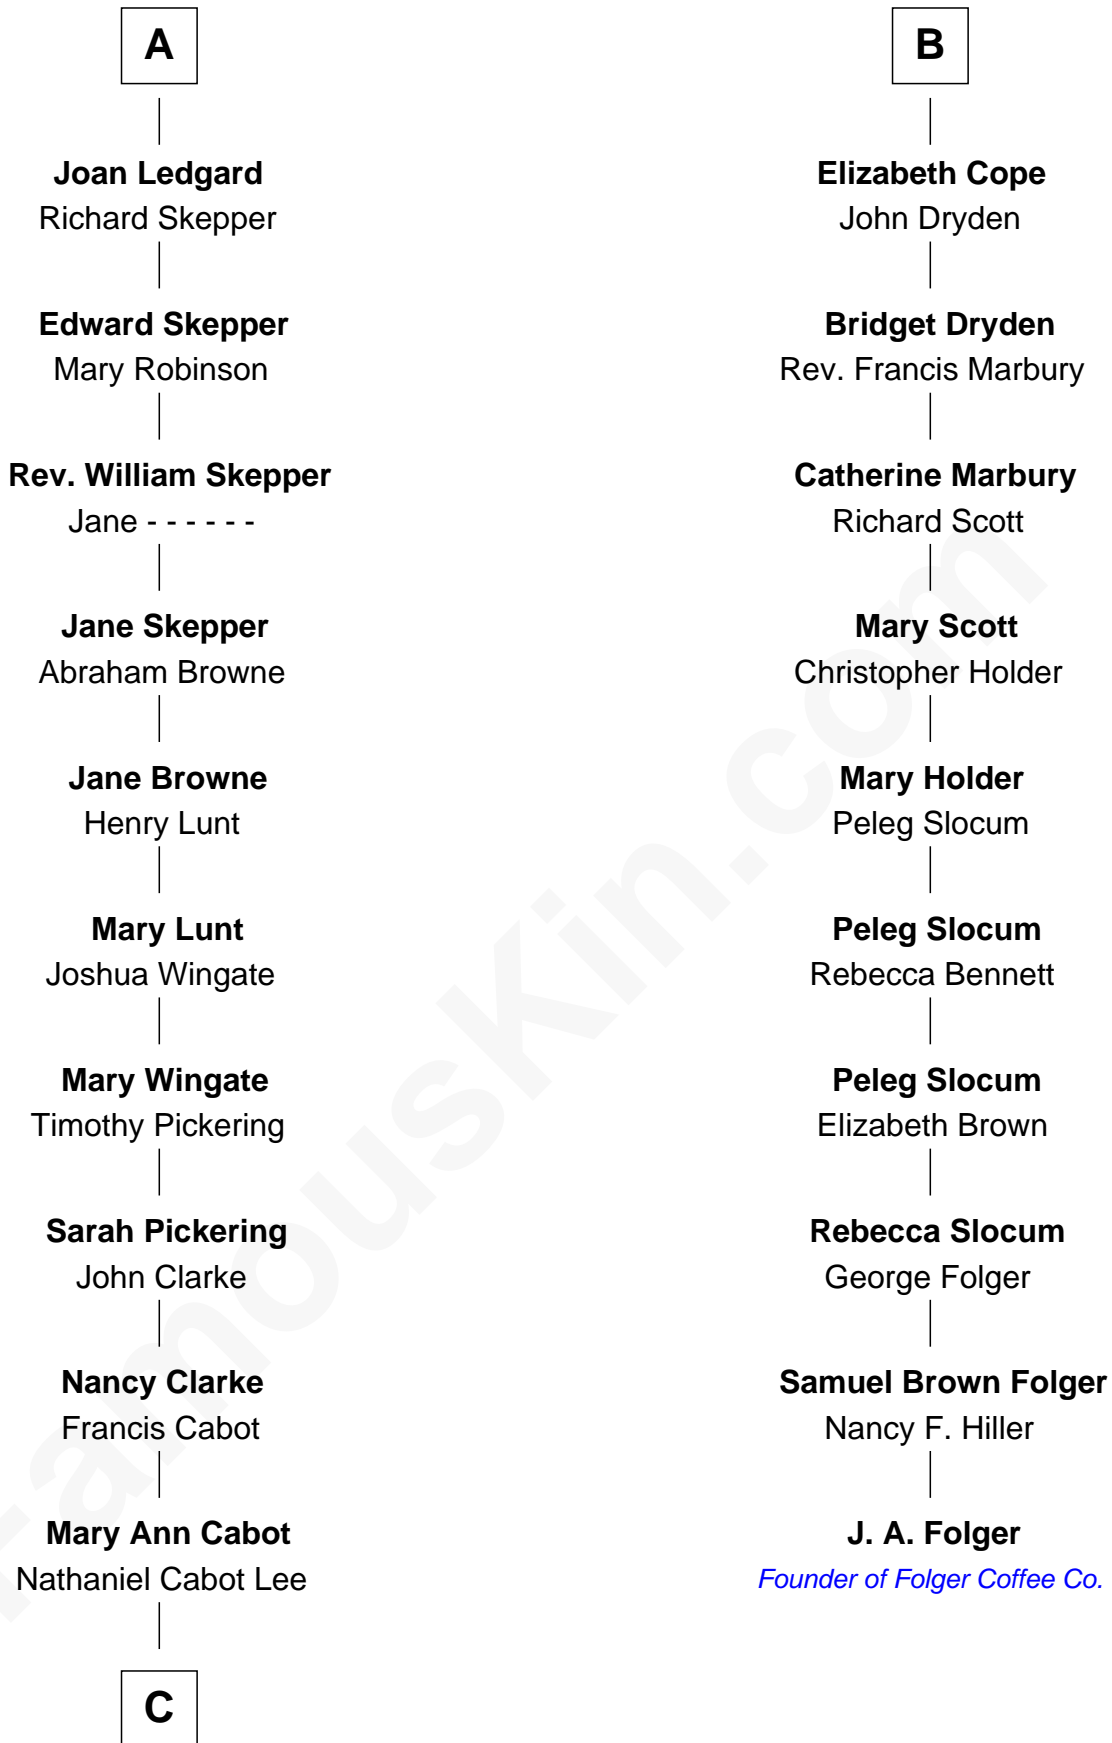 A
Joan Ledgard
Richard Skepper
Edward Skepper
Mary Robinson
Rev. William Skepper
Jane - - - - - -
Jane Skepper
Abraham Browne
Jane Browne
Henry Lunt
Mary Lunt
Joshua Wingate
Mary Wingate
Timothy Pickering
Sarah Pickering
John Clarke
Nancy Clarke
Francis Cabot
Mary Ann Cabot
Nathaniel Cabot Lee
C
B
Elizabeth Cope
John Dryden
Bridget Dryden
Rev. Francis Marbury
Catherine Marbury
Richard Scott
Mary Scott
Christopher Holder
Mary Holder
Peleg Slocum
Peleg Slocum
Rebecca Bennett
Peleg Slocum
Elizabeth Brown
Rebecca Slocum
George Folger
Samuel Brown Folger
Nancy F. Hiller
J. A. Folger
Founder of Folger Coffee Co.
FamousKin.com